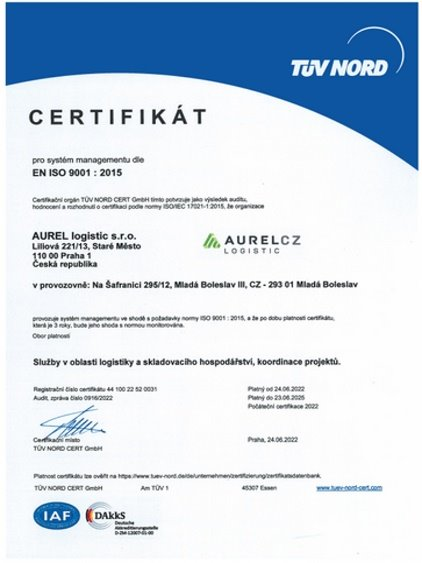 TÜV NORD
CERTIFIKÁT
pro systém managementu dle
EN ISO 9001 : 2015
Certifikační orgán TÜV NORD CERT GmbH tímto potvrzuje jako výsledek auditu,
hodnocení a rozhodnutí o certifikaci podle normy ISO/IEC 17021-1:2015, že organizace
AUREL logistic s.r.o.
Liliová 221/13, Staré Město
110 00 Praha 1
Česká republika
AURELCZ
LOGISTIC
v provozovně: Na Šafranici 295/12, Mladá Boleslav III, CZ - 293 01 Mladá Boleslav
provozuje systém managementu ve shodě s požadavky normy ISO 9001 : 2015, a že po dobu platnosti certifikátu,
která je 3 roky, bude jeho shoda s normou monitorována.
Obor platnosti
Služby v oblasti logistiky a skladovacího hospodářství, koordinace projektů.
Registrační číslo certifikátu 44 100 22 52 0031
Audit, zpráva číslo 0916/2022
Platný od 24.06.2022
Platný do 23.06.2025
Počáteční certifikace 2022
Certifikační místo
TÜV NORD CERT GmbH
Praha, 24.06.2022
Platnost certifikátu lze ověřit na https://www.tuev-nord.de/de/unternehmen/zertifizierung/zertifikatsdatenbank.
TÜV NORD CERT GmbH Am TÜV 1 45307 Essen www.tuev-nord-cert.com
IAF
DAkkS
Deutsche
Akkreditierungsstelle
D-ZM-12007-01-00